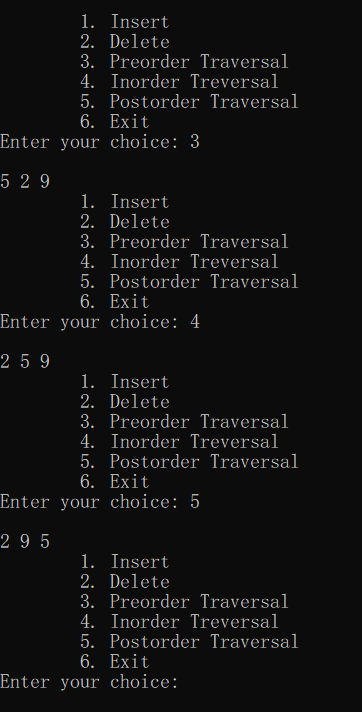 1. Insert
2. Delete
3. Preorder Traversal
4. Inorder Treversal
5. Postorder Traversal
6. Exit
Enter your choice: 3
5 2 9
1. Insert
2. Delete
3. Preorder Traversal
4. Inorder Treversal
5. Postorder Traversal
6. Exit
Enter your choice: 4
2 5 9
1. Insert
2. Delete
3. Preorder Traversal
4. Inorder Treversal
5. Postorder Traversal
6. Exit
Enter your choice: 5
2 9 5
1. Insert
2. Delete
3. Preorder Traversal
4. Inorder Treversal
5. Postorder Traversal
6. Exit
Enter your choice: